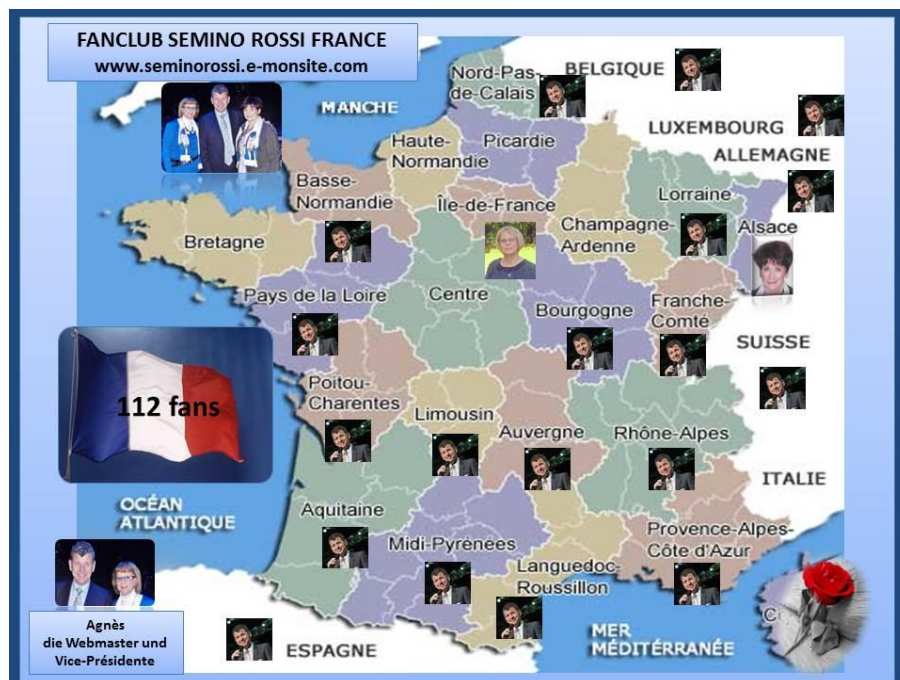 FANCLUB SEMINO ROSSI FRANCE
www.seminorossi.e-monsite.com
Nord-Pas-
de-Calais
BELGIQUE
MANCHE
LUXEMBOURG
ALLEMAGNE
Haute-
Normandie
Picardie
Basse-
Normandie
Île-de-France
Lorraine
Champagne-
Ardenne
Alsace
Bretagne
Pays de la Loire
Centre
Bourgogne
Franche-
Comté
SUISSE
112 fans
Poitou-
Charentes
Limousin
Auvergne
Rhône-Alpes
ITALIE
OCÉAN
ATLANTIQUE
Aquitaine
Midi-Pyrénées
Provence-Alpes-
Côte d'Azur
Languedoc-
Roussillon
Agnès
die Webmaster und
Vice-Présidente
ESPAGNE
MER
MÉDITÉRRANÉE